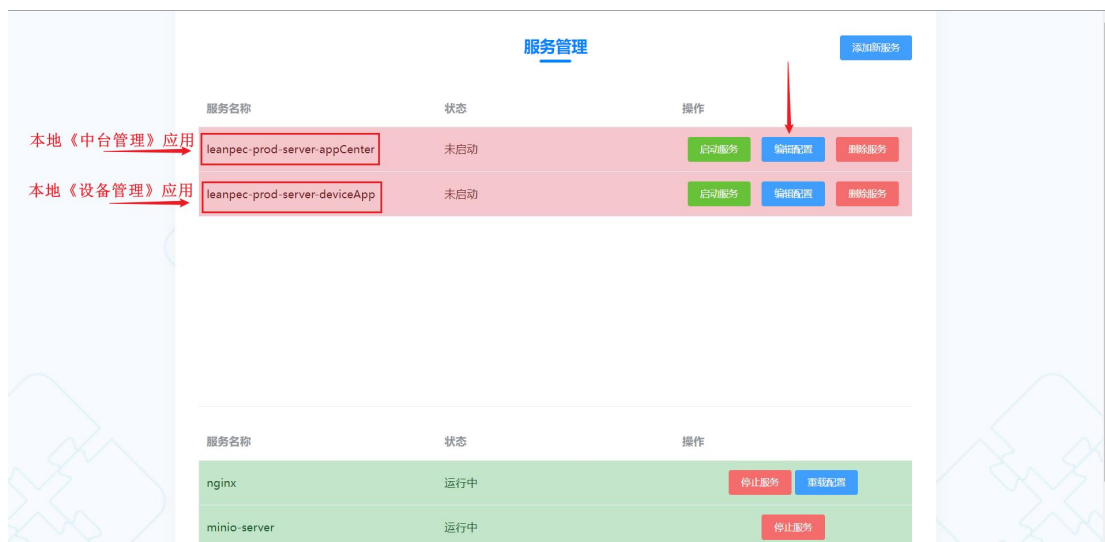 服务管理
添加新服务
服务名称 状态 操作
本地《中台管理》应用 leanpec-prod-server-appCenter 未启动 启动服务 编辑配置 删除服务
本地《设备管理》应用 leanpec-prod-server-deviceApp 未启动 启动服务 编辑配置 删除服务
服务名称 状态 操作
nginx 运行中 停止服务 重载配置
minio-server 运行中 停止服务